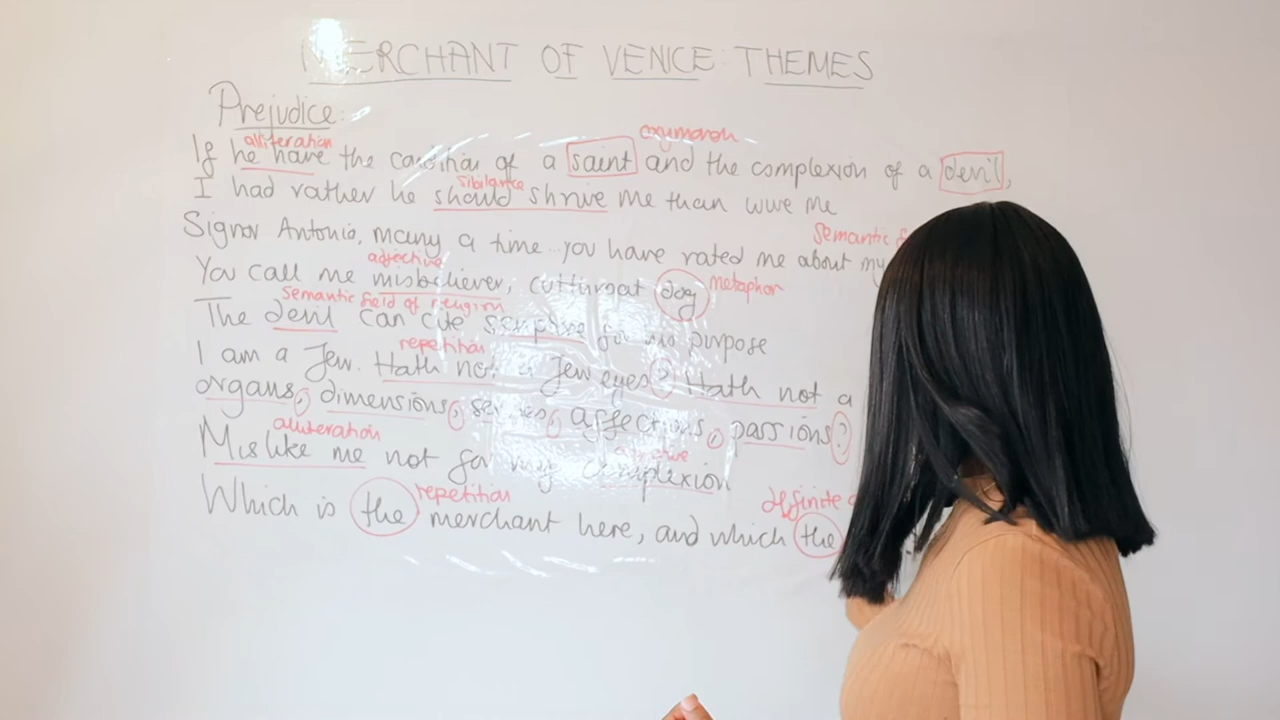 MERCHANT OF VENICE: THEMES
Prejudice:
alliteration
oxymoron
If he have the condition of a saint and the complexion of a devil,
sibilance
I had rather he should shrive me than wive me
Semantic
Signor Antonio, many a time...you have rated me about my
adjective
You call me misbeliever, cutthroat dog metaphor
semantic field of religion
The devil can cite scripture for his purpose
repetition
I am a Jew. Hath not a Jew eyes? Hath not a
organs, dimensions, senses, affections, passions?
alliteration
adjective
Mislike me not for my complexion
repetition
definite
Which is the merchant here, and which the